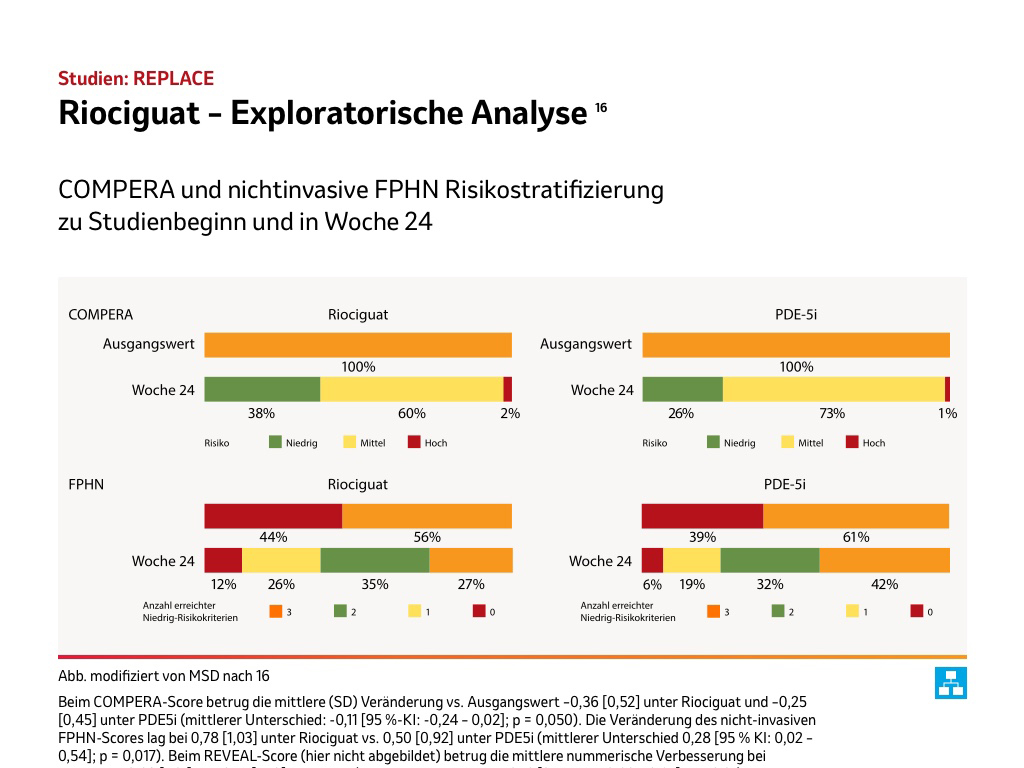 Studien: REPLACE
Riociguat – Exploratorische Analyse 16
COMPERA und nichtinvasive FPHN Risikostratifizierung
zu Studienbeginn und in Woche 24
COMPERA
Riociguat
PDE-5i
Ausgangswert
Ausgangswert
100%
100%
Woche 24
Woche 24
38% 60% 2%
26% 73% 1%
Risiko Niedrig Mittel Hoch
Risiko Niedrig Mittel Hoch
FPHN
Riociguat
PDE-5i
44% 56%
39% 61%
Woche 24
Woche 24
12% 26% 35% 27%
6% 19% 32% 42%
Anzahl erreichter
Niedrig-Risikokriterien
3 2 1 0
Anzahl erreichter
Niedrig-Risikokriterien
3 2 1 0
Abb. modifiziert von MSD nach 16
Beim COMPERA-Score betrug die mittlere (SD) Veränderung vs. Ausgangswert –0,36 [0,52] unter Riociguat und –0,25
[0,45] unter PDE5i (mittlerer Unterschied: -0,11 [95 %-KI: -0,24 – 0,02]; p = 0,050). Die Veränderung des nicht-invasiven
FPHN-Scores lag bei 0,78 [1,03] unter Riociguat vs. 0,50 [0,92] unter PDE5i (mittlerer Unterschied 0,28 [95 % KI: 0,02 –
0,54]; p = 0,017). Beim REVEAL-Score (hier nicht abgebildet) betrug die mittlere nummerische Verbesserung bei